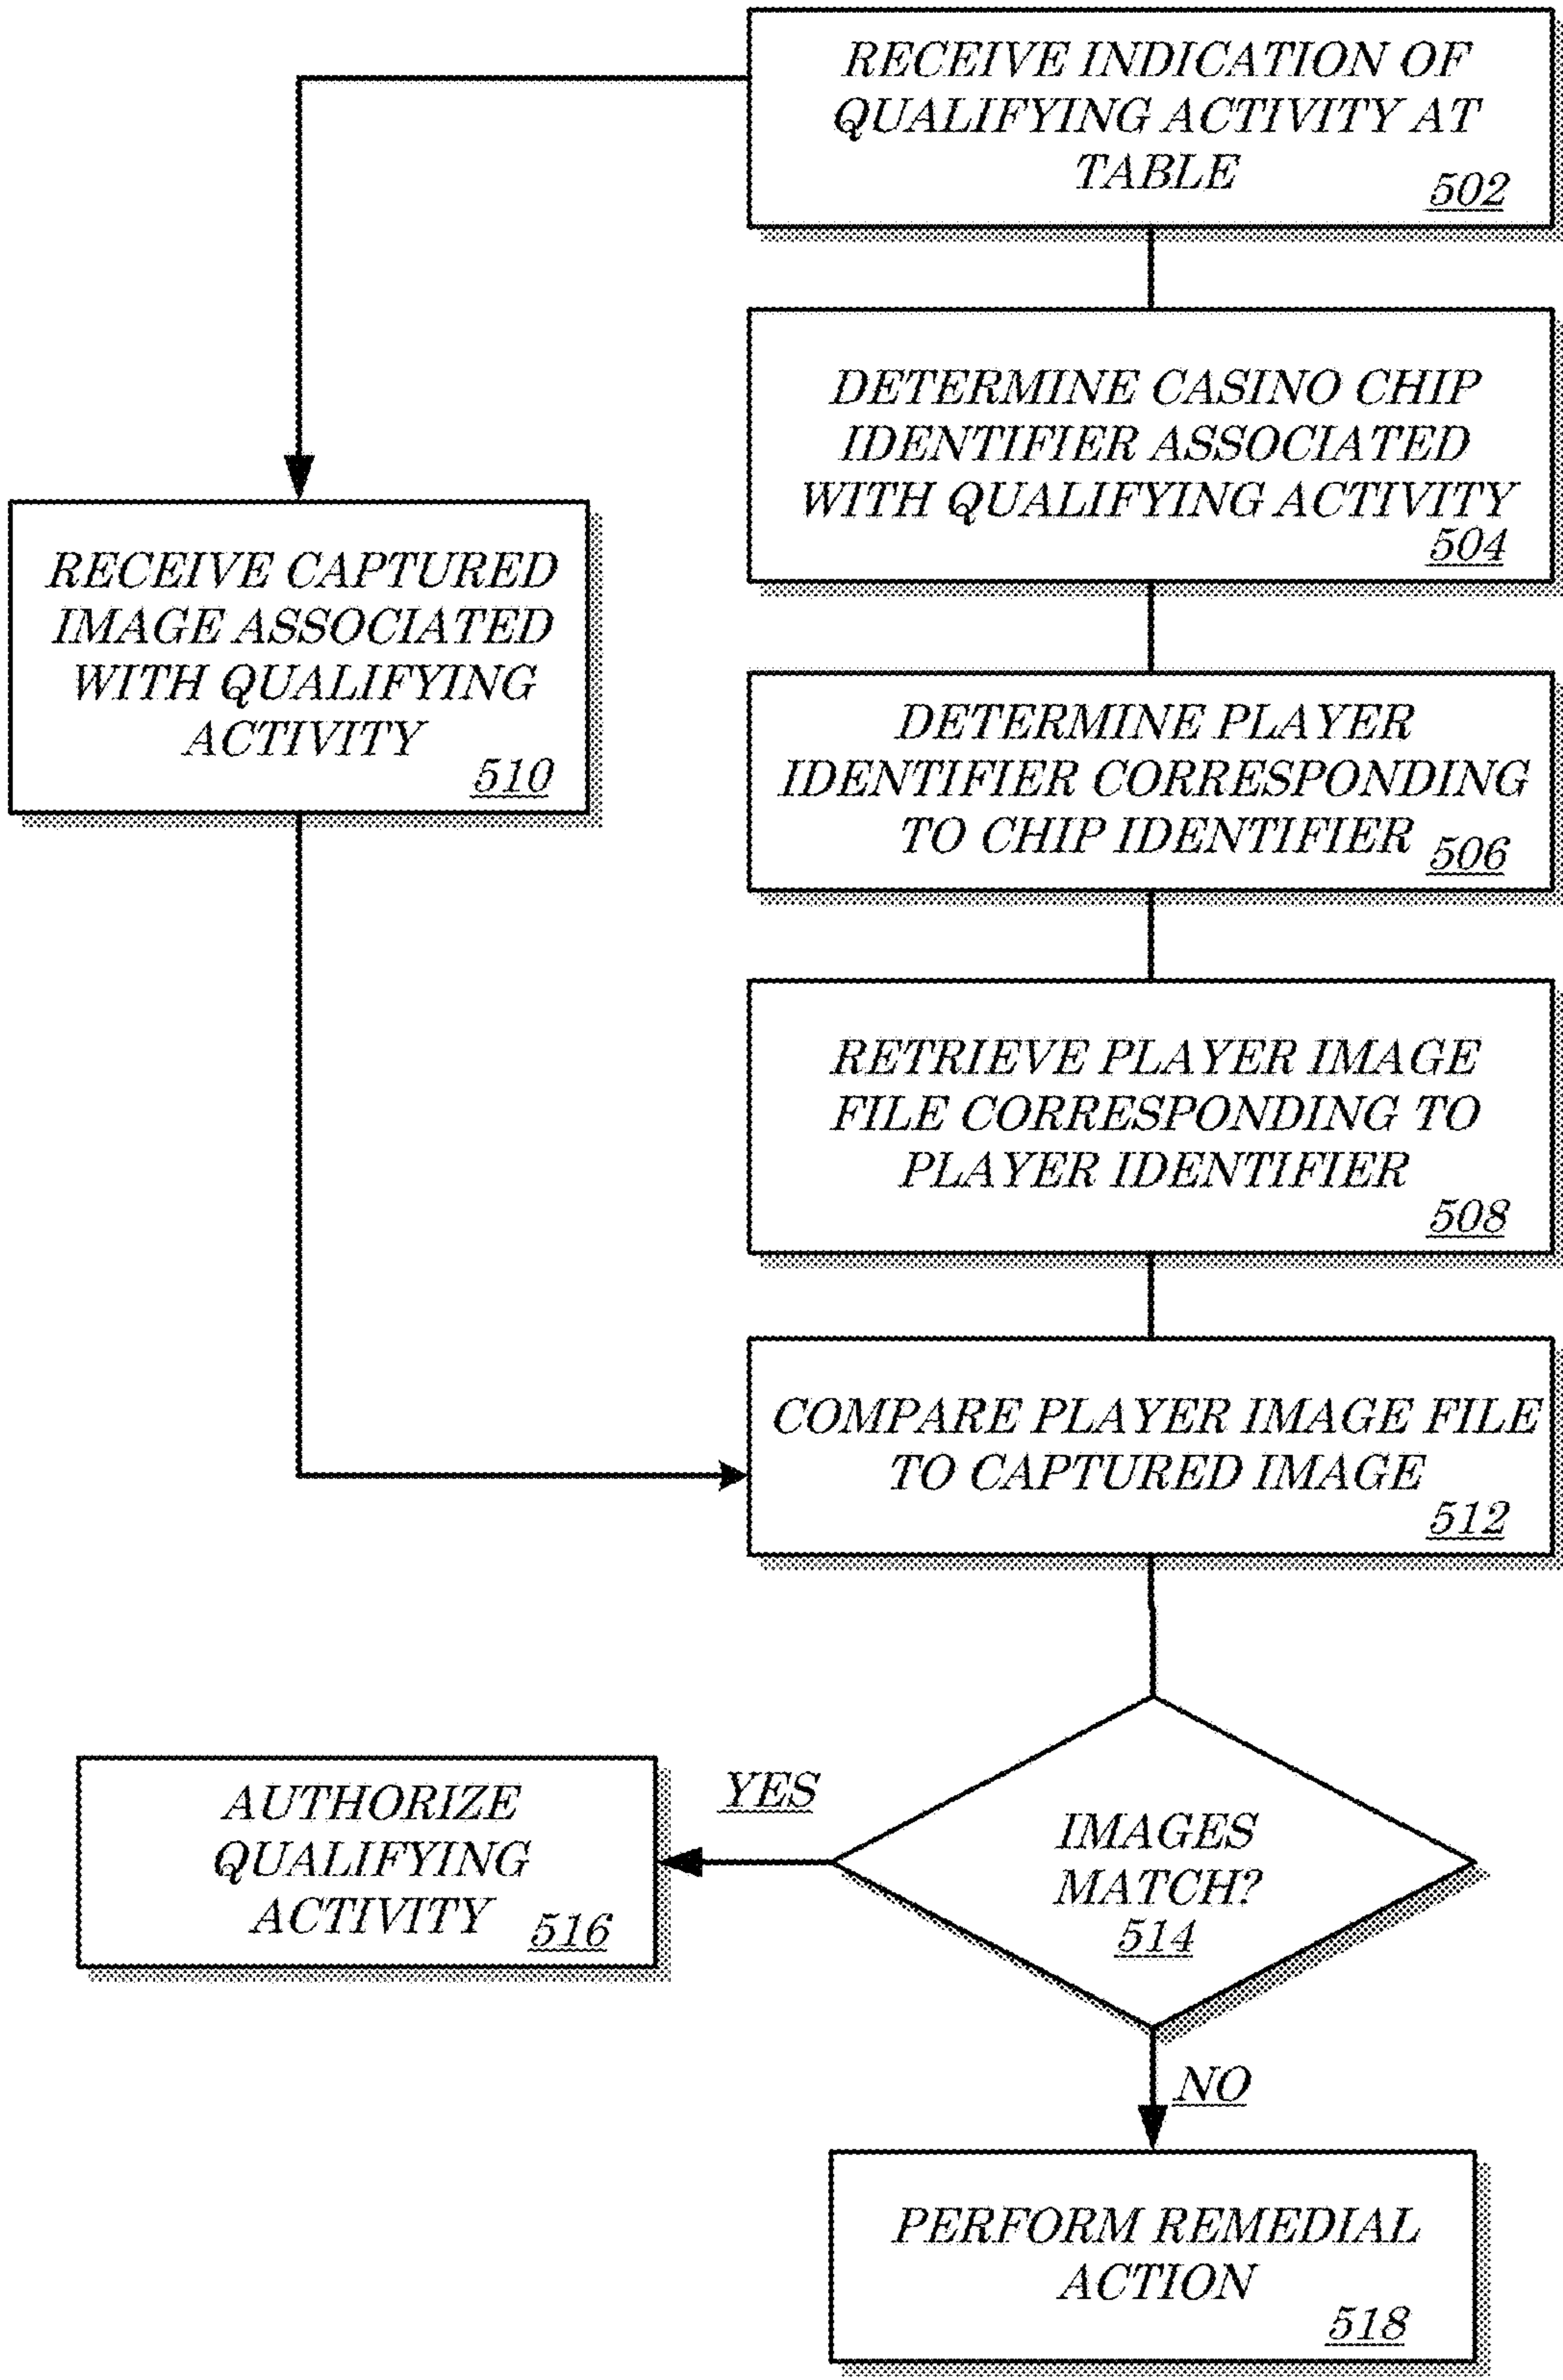 RECEIVE INDICATION OF
QUALIFYING ACTIVITY AT
TABLE
502
DETERMINE CASINO CHIP
IDENTIFIER ASSOCIATED
WITH QUALIFYING ACTIVITY
504
RECEIVE CAPTURED
IMAGE ASSOCIATED
WITH QUALIFYING
ACTIVITY
510
DETERMINE PLAYER
IDENTIFIER CORRESPONDING
TO CHIP IDENTIFIER
506
RETRIEVE PLAYER IMAGE
FILE CORRESPONDING TO
PLAYER IDENTIFIER
508
COMPARE PLAYER IMAGE FILE
TO CAPTURED IMAGE
512
IMAGES
MATCH?
514
YES
AUTHORIZE
QUALIFYING
ACTIVITY
516
NO
PERFORM REMEDIAL
ACTION
518